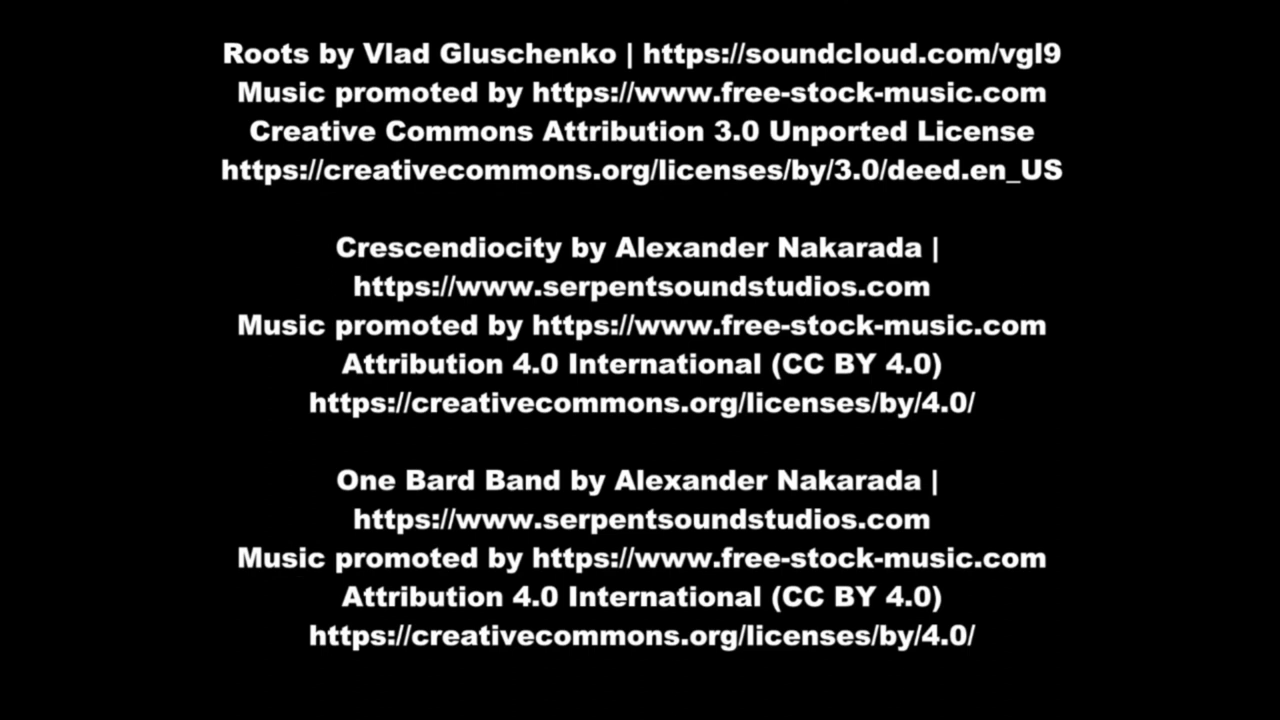 Roots by Vlad Gluschenko | https://soundcloud.com/vgl9
Music promoted by https://www.free-stock-music.com
Creative Commons Attribution 3.0 Unported License
https://creativecommons.org/licenses/by/3.0/deed.en_US
Crescendiocity by Alexander Nakarada |
https://www.serpentsoundstudios.com
Music promoted by https://www.free-stock-music.com
Attribution 4.0 International (CC BY 4.0)
https://creativecommons.org/licenses/by/4.0/
One Bard Band by Alexander Nakarada |
https://www.serpentsoundstudios.com
Music promoted by https://www.free-stock-music.com
Attribution 4.0 International (CC BY 4.0)
https://creativecommons.org/licenses/by/4.0/